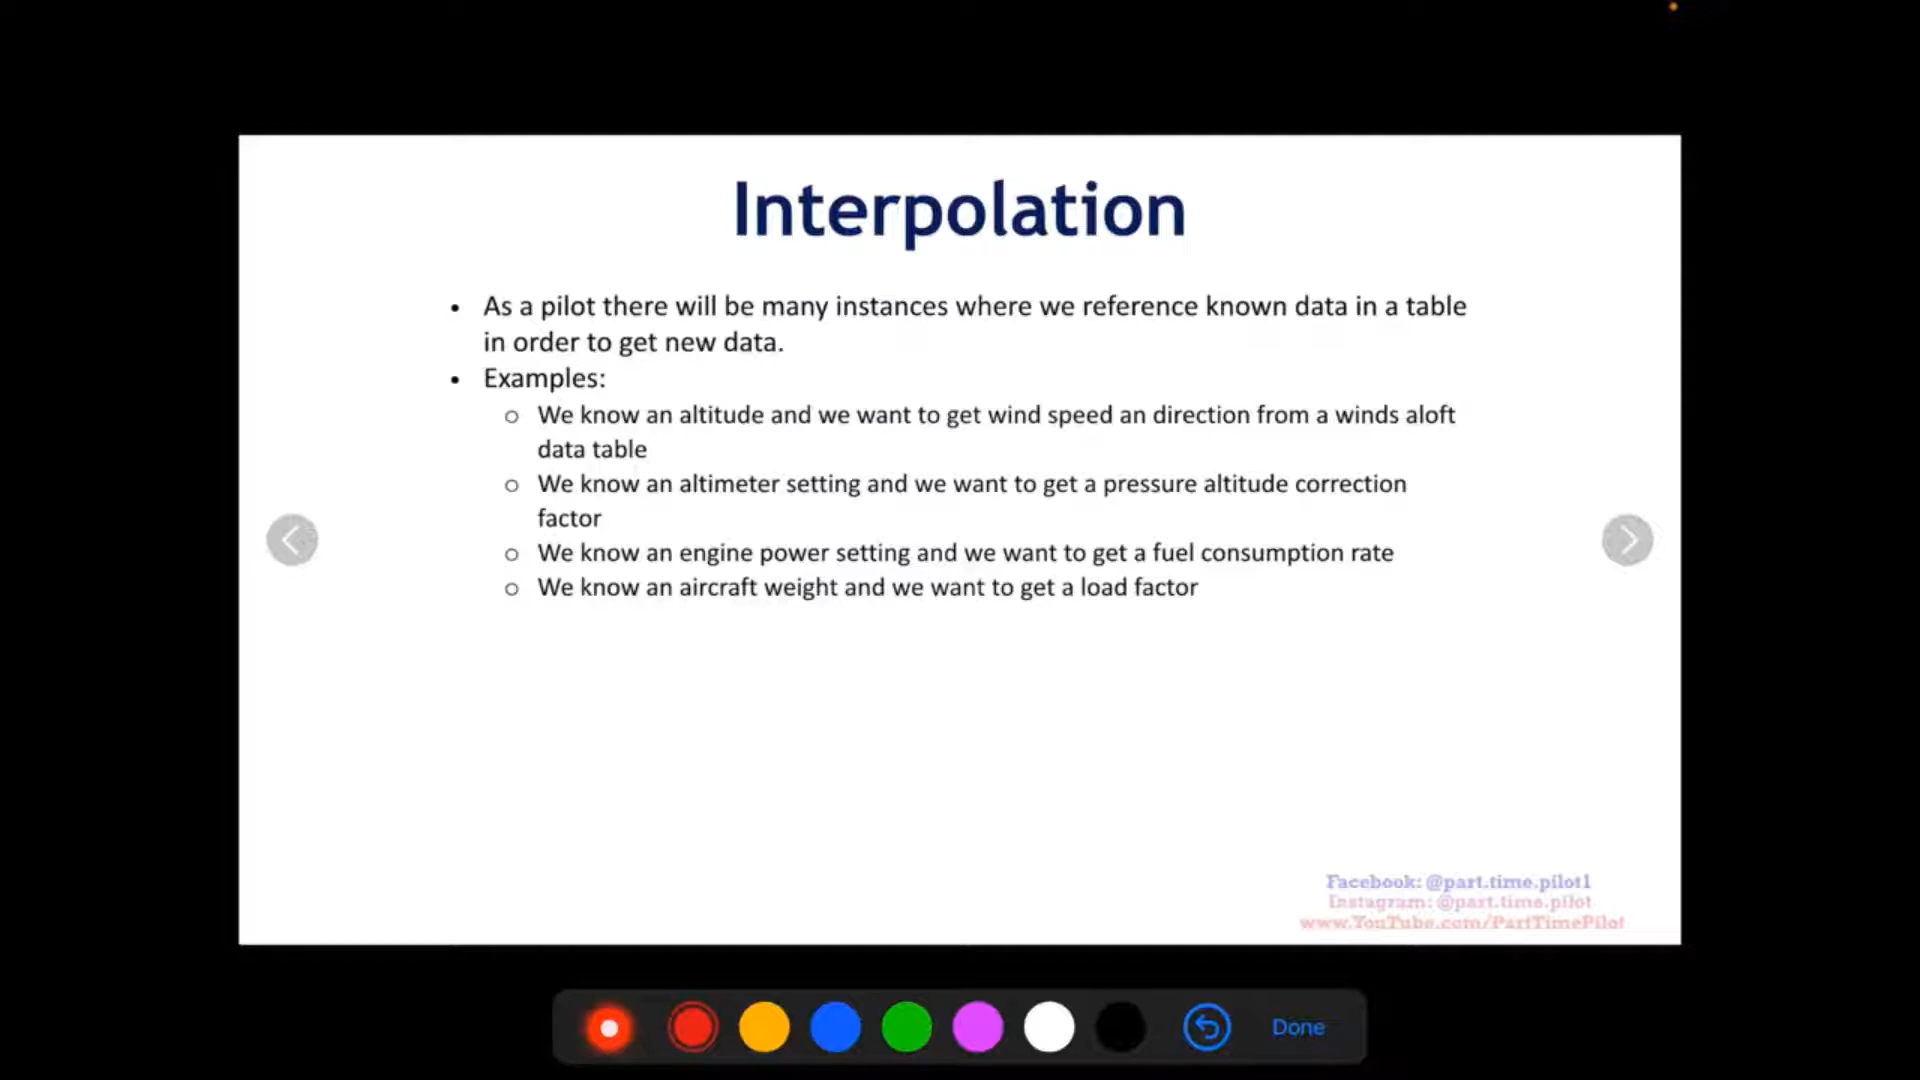 Interpolation
• As a pilot there will be many instances where we reference known data in a table
in order to get new data.
• Examples:
o We know an altitude and we want to get wind speed an direction from a winds aloft
data table
o We know an altimeter setting and we want to get a pressure altitude correction
factor
o We know an engine power setting and we want to get a fuel consumption rate
o We know an aircraft weight and we want to get a load factor
Facebook: @part.time.pilot1
Instagram: @part.time.pilot
www.YouTube.com/PartTimePilot
Done